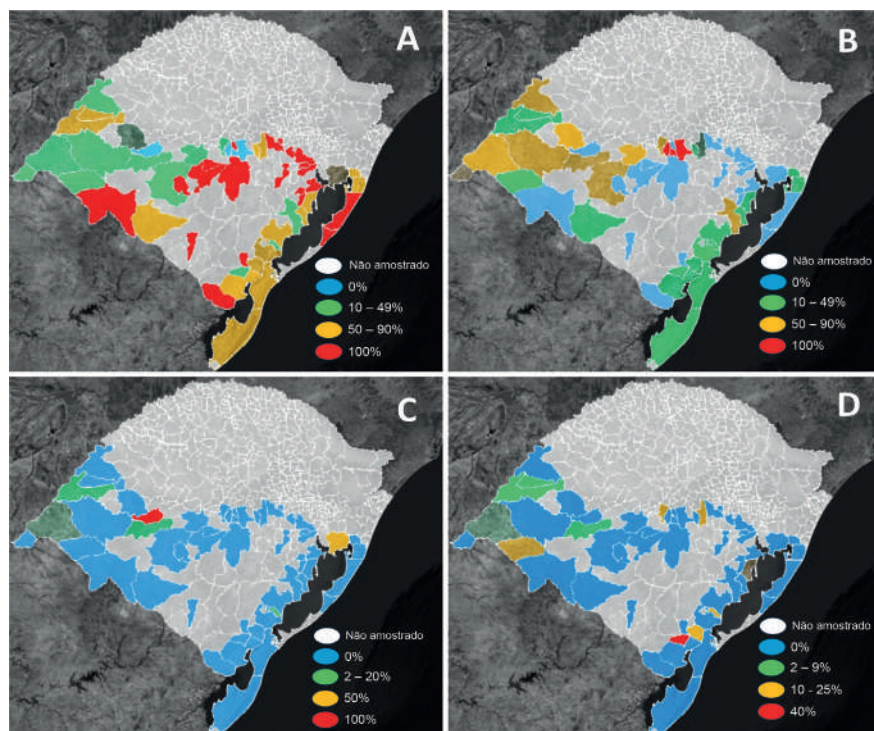 A
Não amostrado
0%
10 – 49%
50 – 90%
100%
B
Não amostrado
0%
10 – 49%
50 – 90%
100%
C
Não amostrado
0%
2 – 20%
50%
100%
D
Não amostrado
0%
2 – 9%
10 - 25%
40%